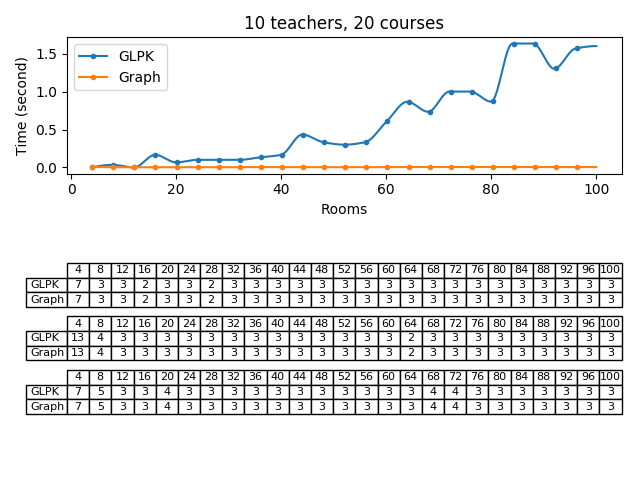 10 teachers, 20 courses
GLPK
Graph
Time (second)
1.5
1.0
0.5
0.0
0 20 40 60 80 100
Rooms
4 8 12 16 20 24 28 32 36 40 44 48 52 56 60 64 68 72 76 80 84 88 92 96 100
GLPK 7 3 3 2 3 3 2 3 3 3 3 3 3 3 3 3 3 3 3 3 3 3 3 3 3
Graph 7 3 3 2 3 3 2 3 3 3 3 3 3 3 3 3 3 3 3 3 3 3 3 3 3
4 8 12 16 20 24 28 32 36 40 44 48 52 56 60 64 68 72 76 80 84 88 92 96 100
GLPK 13 4 3 3 3 3 3 3 3 3 3 3 3 3 3 2 3 3 3 3 3 3 3 3 3
Graph 13 4 3 3 3 3 3 3 3 3 3 3 3 3 3 2 3 3 3 3 3 3 3 3 3
4 8 12 16 20 24 28 32 36 40 44 48 52 56 60 64 68 72 76 80 84 88 92 96 100
GLPK 7 5 3 3 4 3 3 3 3 3 3 3 3 3 3 3 4 4 3 3 3 3 3 3 3
Graph 7 5 3 3 4 3 3 3 3 3 3 3 3 3 3 3 4 4 3 3 3 3 3 3 3